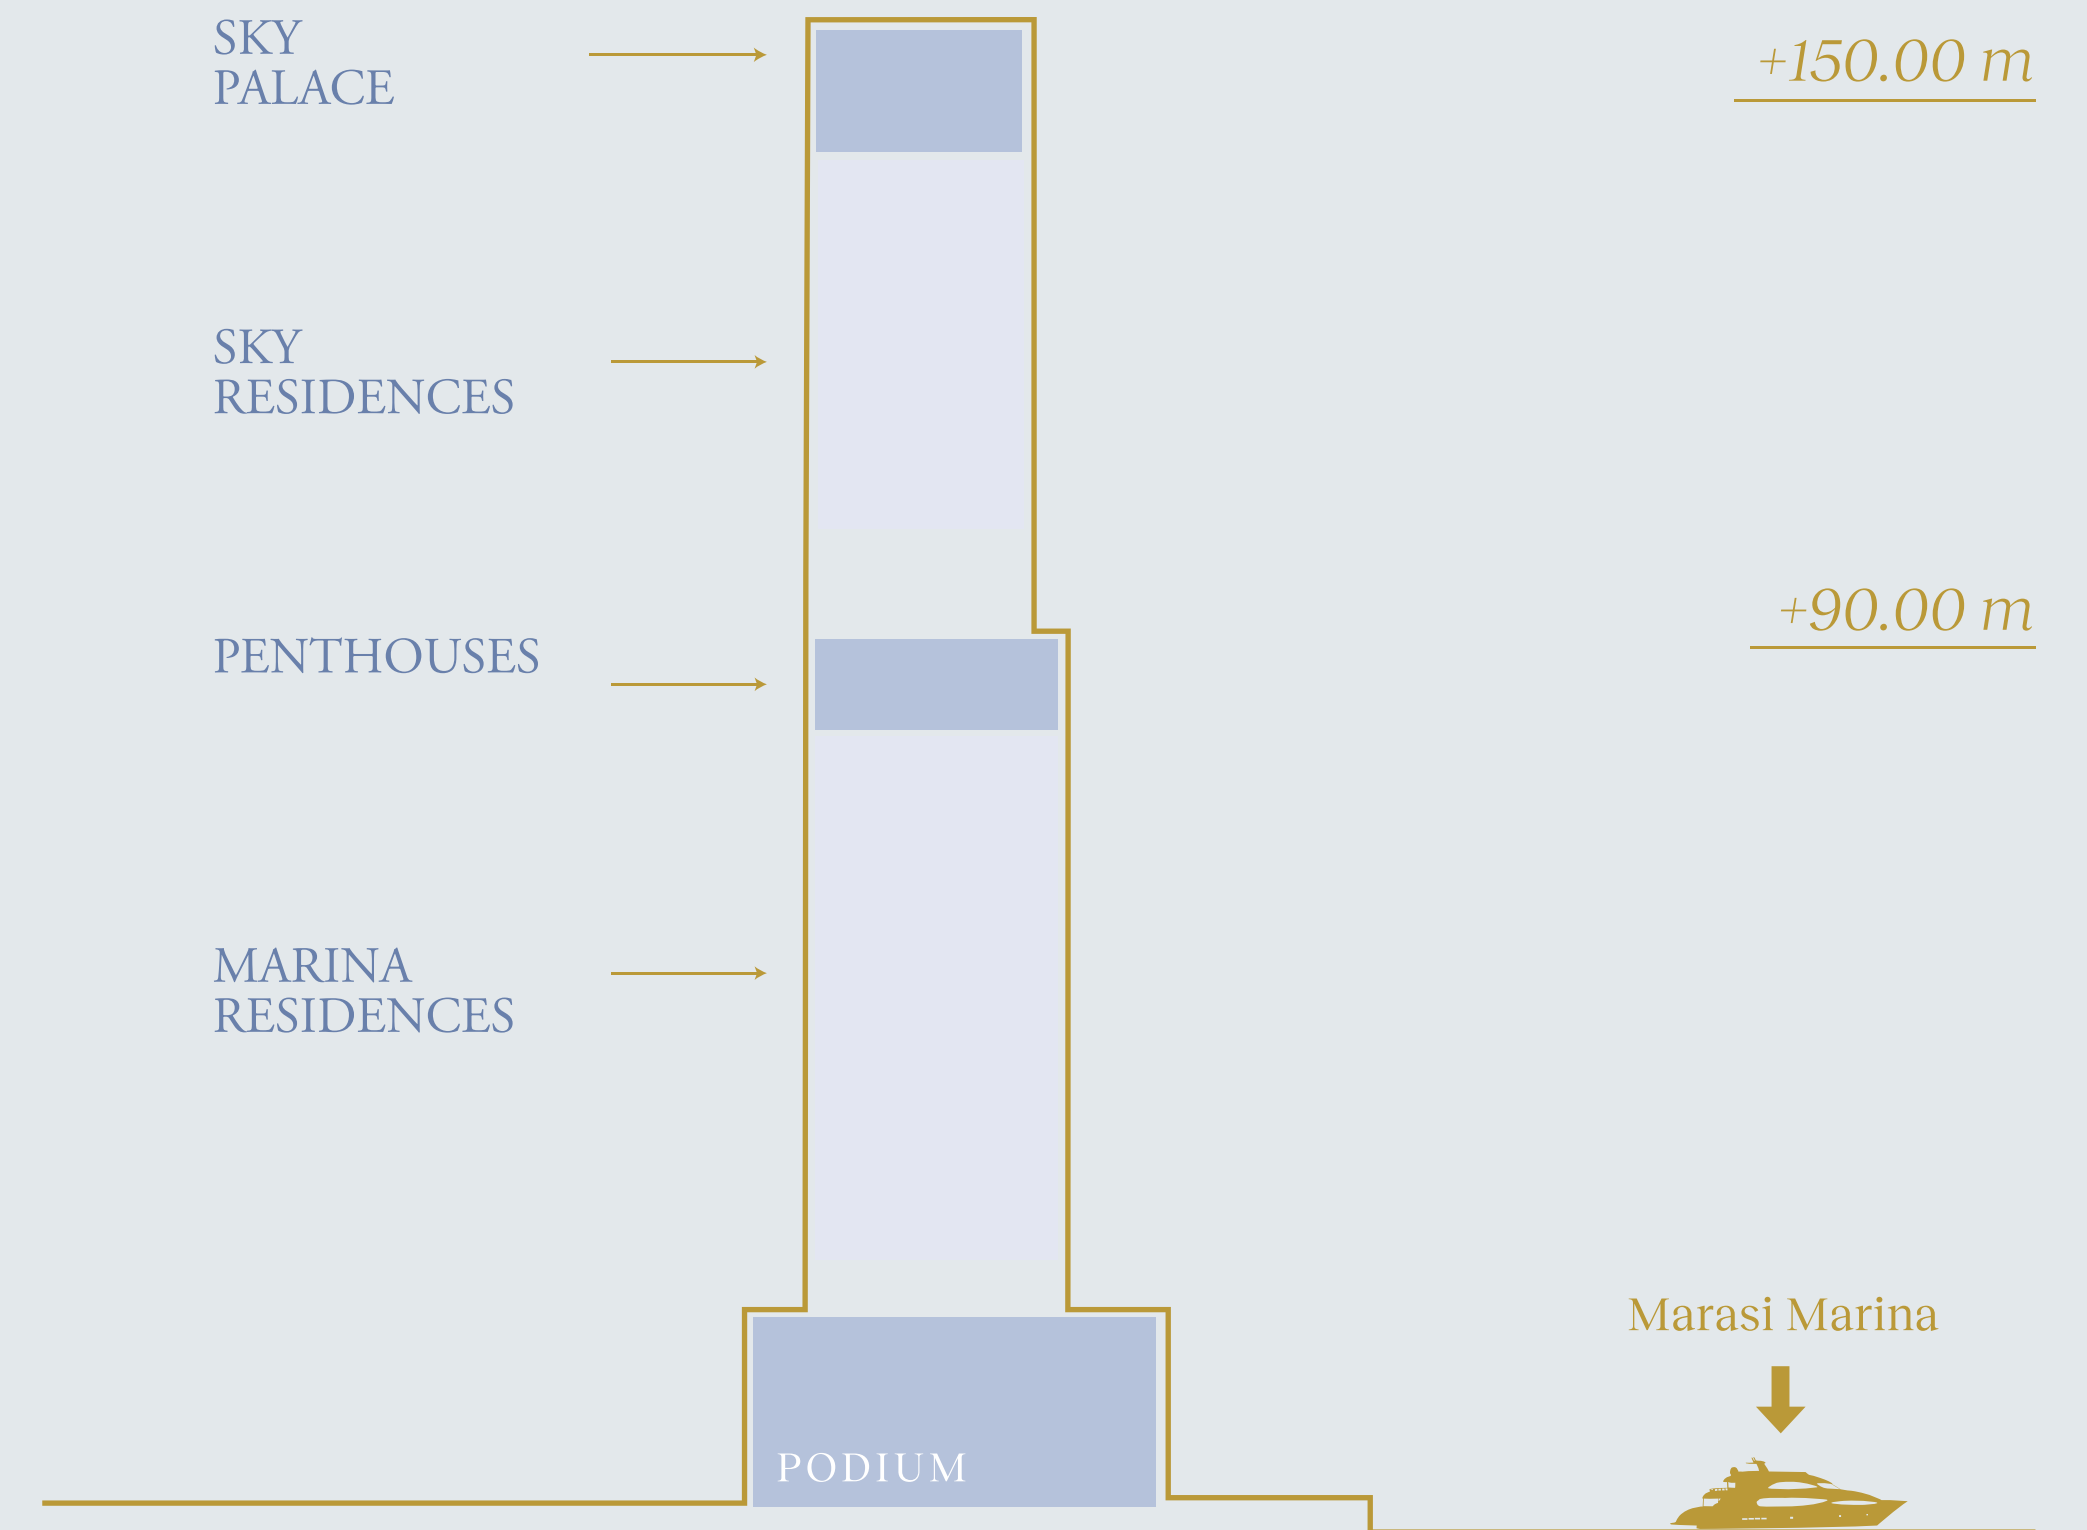 SKY
PALACE
+150.00 m
SKY
RESIDENCES
+90.00 m
PENTHOUSES
MARINA
RESIDENCES
Marasi Marina
PODIUM